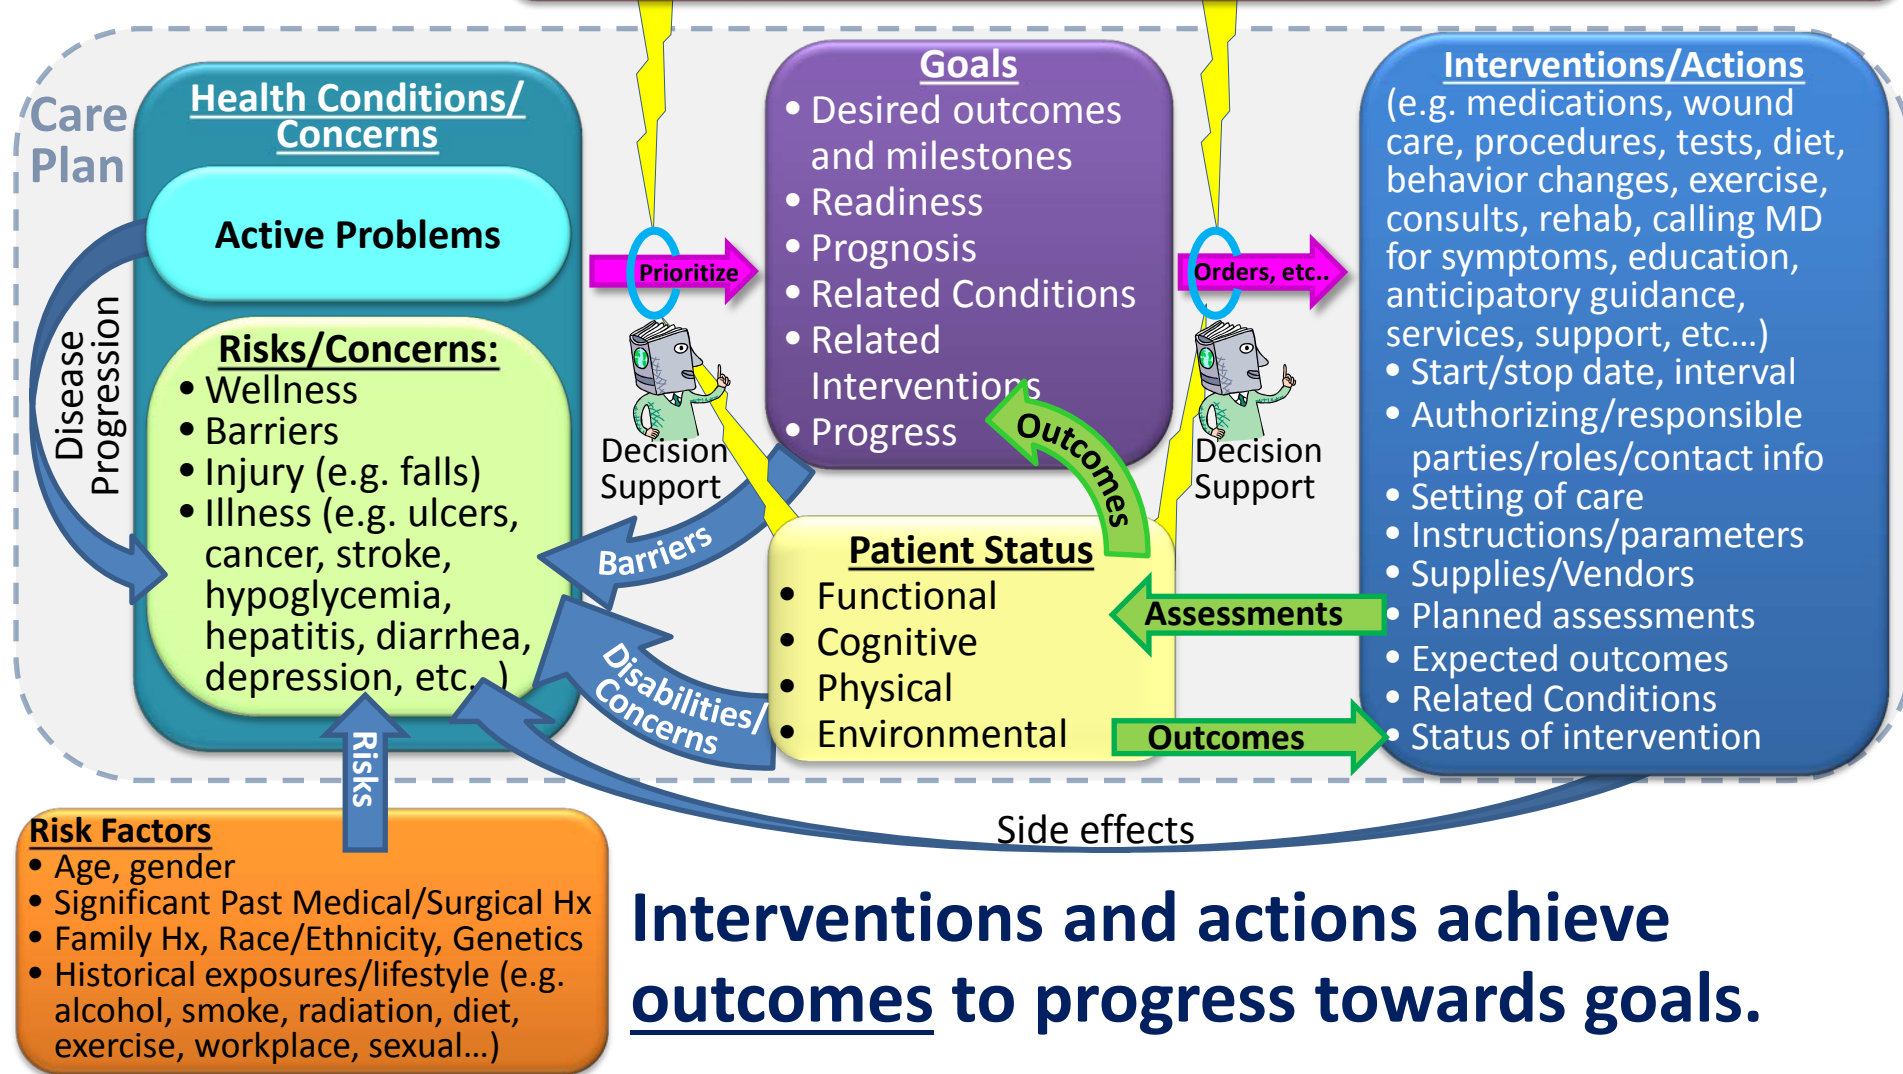 Care
Plan
Health Conditions/
Concerns
Active Problems
Disease
Progression
Risks/Concerns:
• Wellness
• Barriers
• Injury (e.g. falls)
• Illness (e.g. ulcers,
cancer, stroke,
hypoglycemia,
hepatitis, diarrhea,
depression, etc…)
Prioritize
Decision
Support
Goals
• Desired outcomes
and milestones
• Readiness
• Prognosis
• Related Conditions
• Related
Interventions
• Progress
Orders, etc..
Decision
Support
Interventions/Actions
(e.g. medications, wound
care, procedures, tests, diet,
behavior changes, exercise,
consults, rehab, calling MD
for symptoms, education,
anticipatory guidance,
services, support, etc…)
• Start/stop date, interval
• Authorizing/responsible
parties/roles/contact info
• Setting of care
• Instructions/parameters
• Supplies/Vendors
• Planned assessments
• Expected outcomes
• Related Conditions
• Status of intervention
Outcomes
Barriers
Patient Status
• Functional
• Cognitive
• Physical
• Environmental
Assessments
Outcomes
Disabilities/
Concerns
Risks
Side effects
Risk Factors
• Age, gender
• Significant Past Medical/Surgical Hx
• Family Hx, Race/Ethnicity, Genetics
• Historical exposures/lifestyle (e.g.
alcohol, smoke, radiation, diet,
exercise, workplace, sexual…)
Interventions and actions achieve
outcomes to progress towards goals.